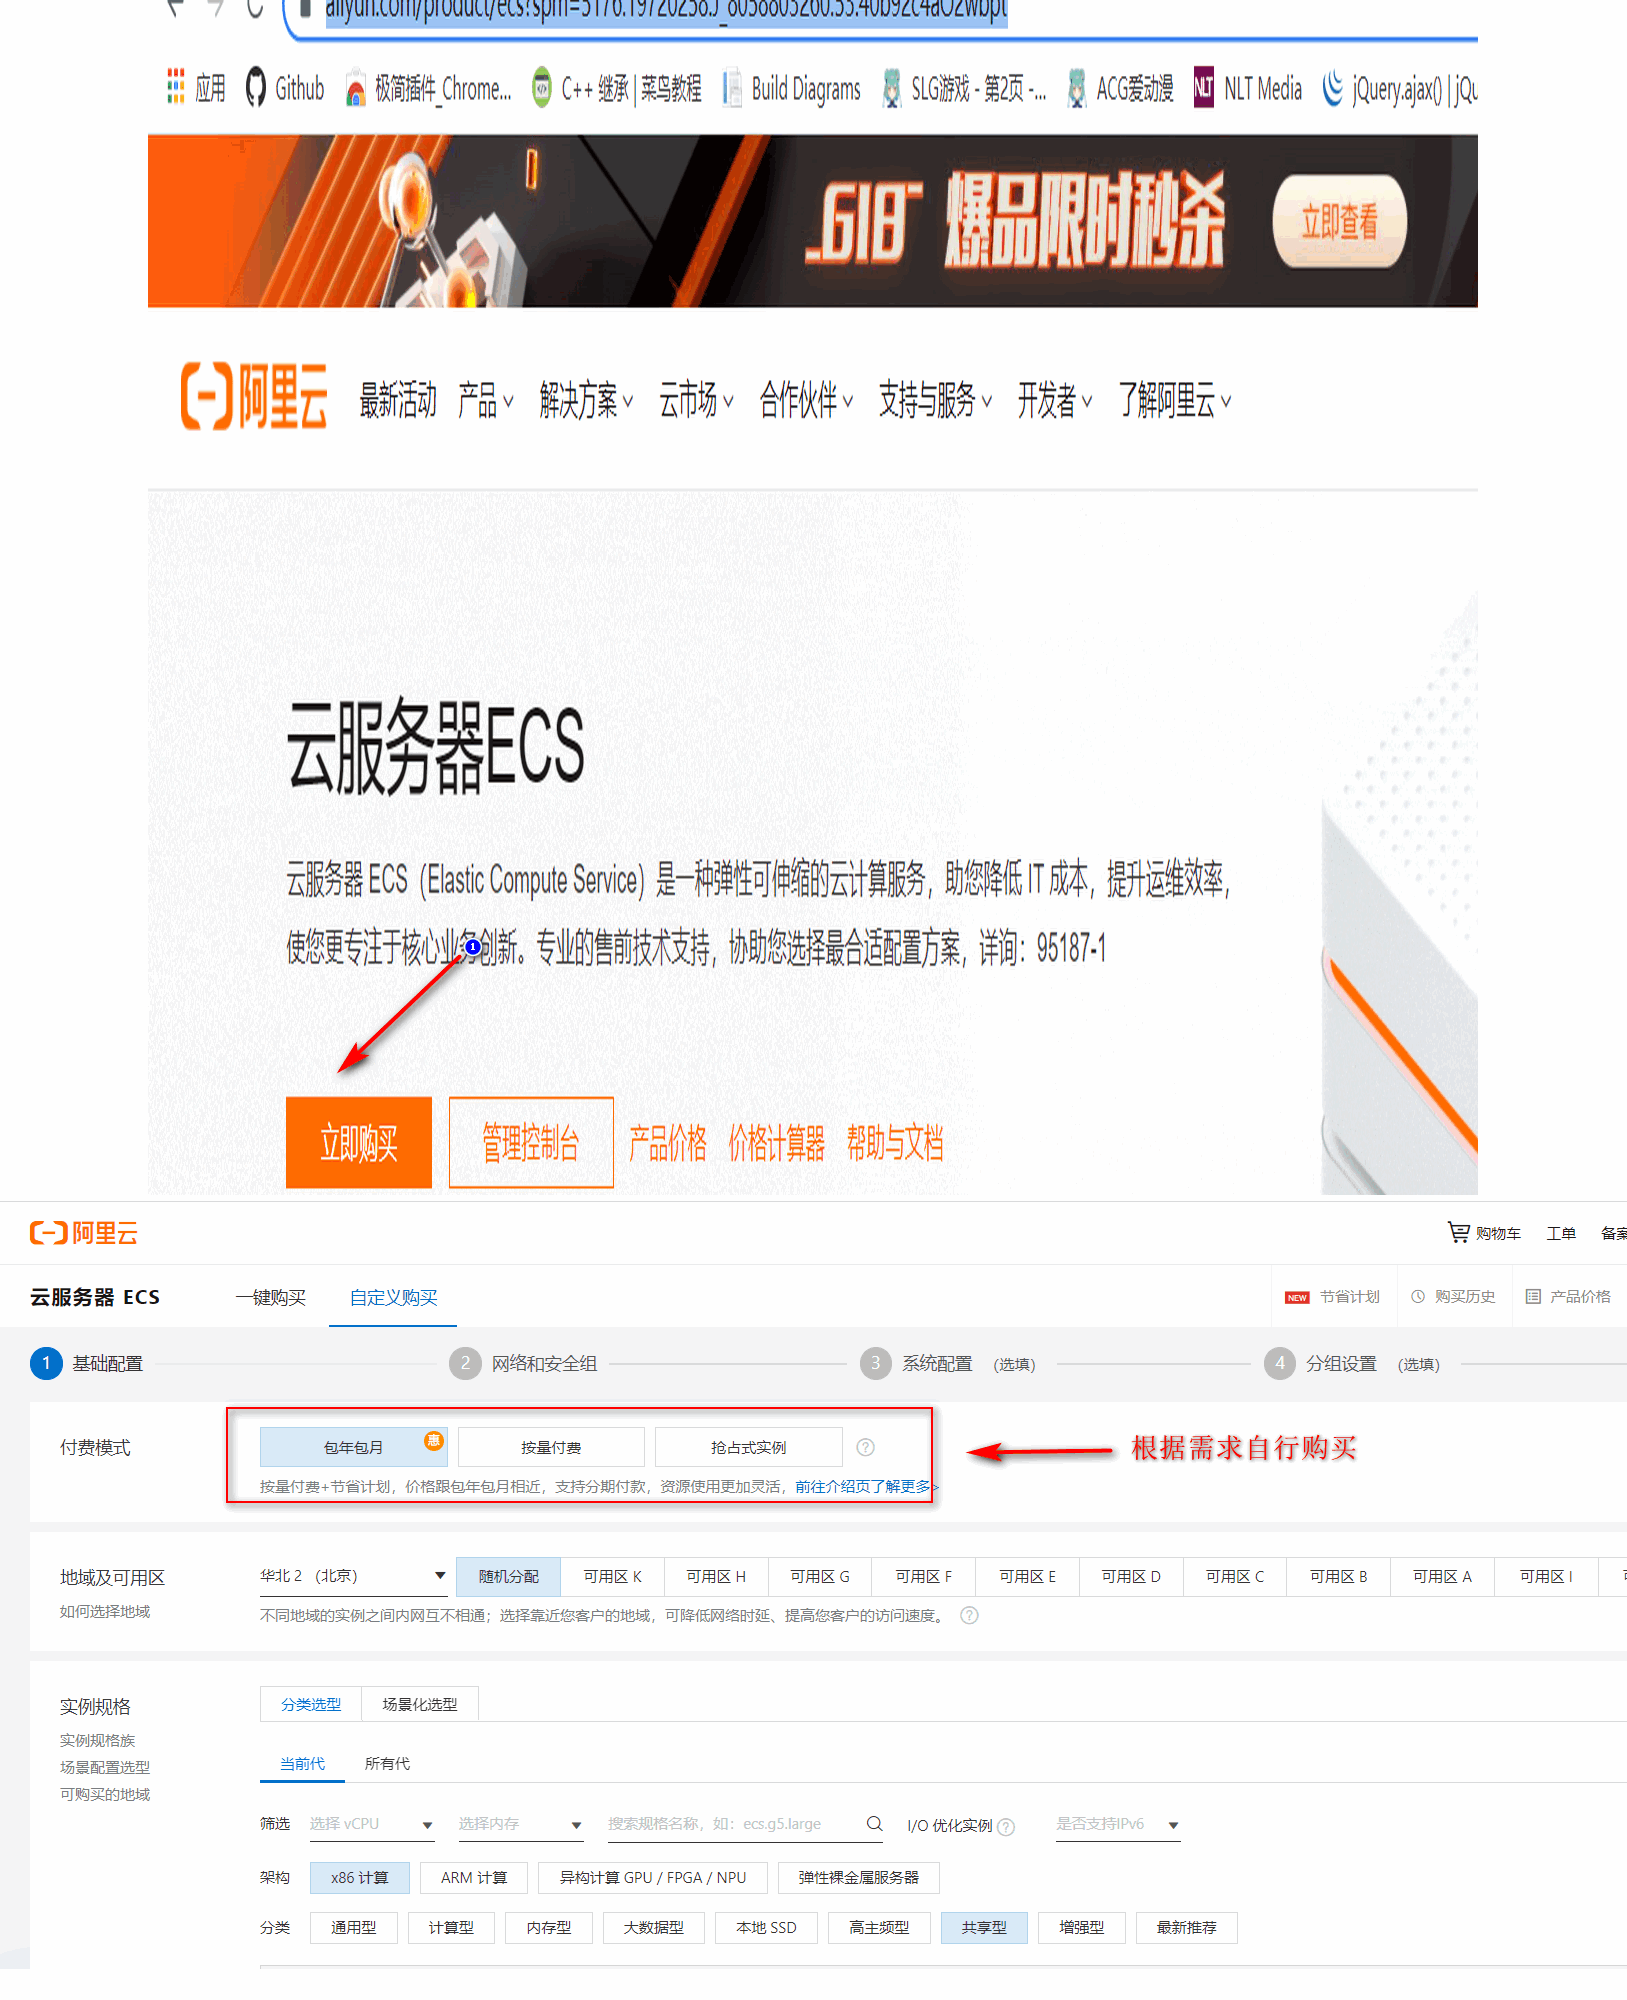 aliyun.com/product/ecs?spm=5176.19720258.J_8058803260.33.40b92c4aO2wbpt
应用 Github 极简插件_Chrome... C++ 继承 | 菜鸟教程 Build Diagrams SLG游戏 - 第2页 -... ACG爱动漫 NLT NLT Media jQuery.ajax() | jQu
618 爆品限时秒杀 立即查看
阿里云 最新活动 产品 解决方案 云市场 合作伙伴 支持与服务 开发者 了解阿里云
云服务器ECS
云服务器 ECS（Elastic Compute Service）是一种弹性可伸缩的云计算服务，助您降低 IT 成本，提升运维效率，
使您更专注于核心业务创新。专业的售前技术支持，协助您选择最合适配置方案，详询：95187-1
1
立即购买 管理控制台 产品价格 价格计算器 帮助与文档
阿里云 购物车 工单 备案
云服务器 ECS 一键购买 自定义购买 NEW 节省计划 购买历史 产品价格
1 基础配置 2 网络和安全组 3 系统配置 （选填） 4 分组设置 （选填）
付费模式 包年包月 惠 按量付费 抢占式实例 ? 根据需求自行购买
按量付费+节省计划，价格跟包年包月相近，支持分期付款，资源使用更加灵活，前往介绍页了解更多>
地域及可用区 华北 2 （北京） 随机分配 可用区 K 可用区 H 可用区 G 可用区 F 可用区 E 可用区 D 可用区 C 可用区 B 可用区 A 可用区 I
如何选择地域 不同地域的实例之间内网互不相通；选择靠近您客户的地域，可降低网络时延、提高您客户的访问速度。 ?
实例规格 分类选型 场景化选型
实例规格族
场景配置选型 当前代 所有代
可购买的地域
筛选 选择 vCPU 选择内存 搜索规格名称，如：ecs.g5.large I/O 优化实例 ? 是否支持IPv6
架构 x86 计算 ARM 计算 异构计算 GPU / FPGA / NPU 弹性裸金属服务器
分类 通用型 计算型 内存型 大数据型 本地 SSD 高主频型 共享型 增强型 最新推荐